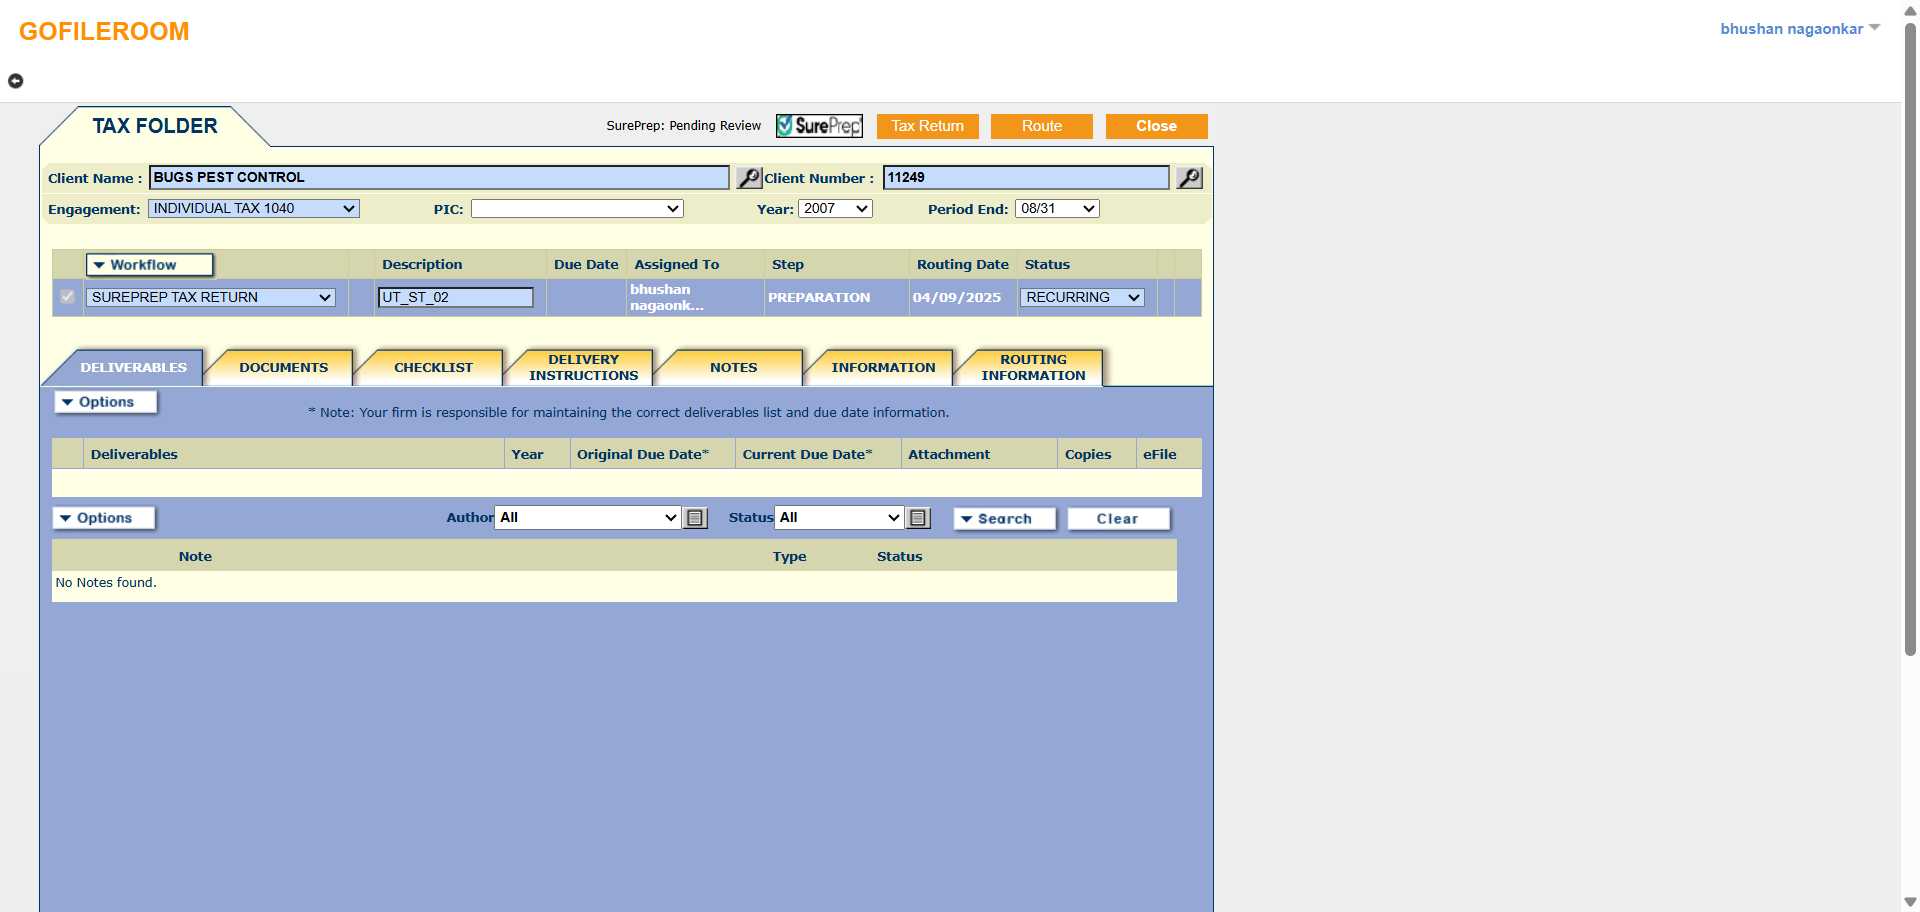 GOFILEROOM
bhushan nagaonkar
TAX FOLDER
SurePrep: Pending Review
SurePrep
Tax Return
Route
Close
Client Name : BUGS PEST CONTROL
Client Number : 11249
Engagement: INDIVIDUAL TAX 1040
PIC:
Year: 2007
Period End: 08/31
Workflow
Description
Due Date
Assigned To
Step
Routing Date
Status
SUREPREP TAX RETURN
UT_ST_02
bhushan
nagaonk...
PREPARATION
04/09/2025
RECURRING
DELIVERABLES
DOCUMENTS
CHECKLIST
DELIVERY
INSTRUCTIONS
NOTES
INFORMATION
ROUTING
INFORMATION
Options
* Note: Your firm is responsible for maintaining the correct deliverables list and due date information.
Deliverables
Year
Original Due Date*
Current Due Date*
Attachment
Copies
eFile
Options
Author All
Status All
Search
Clear
Note
Type
Status
No Notes found.